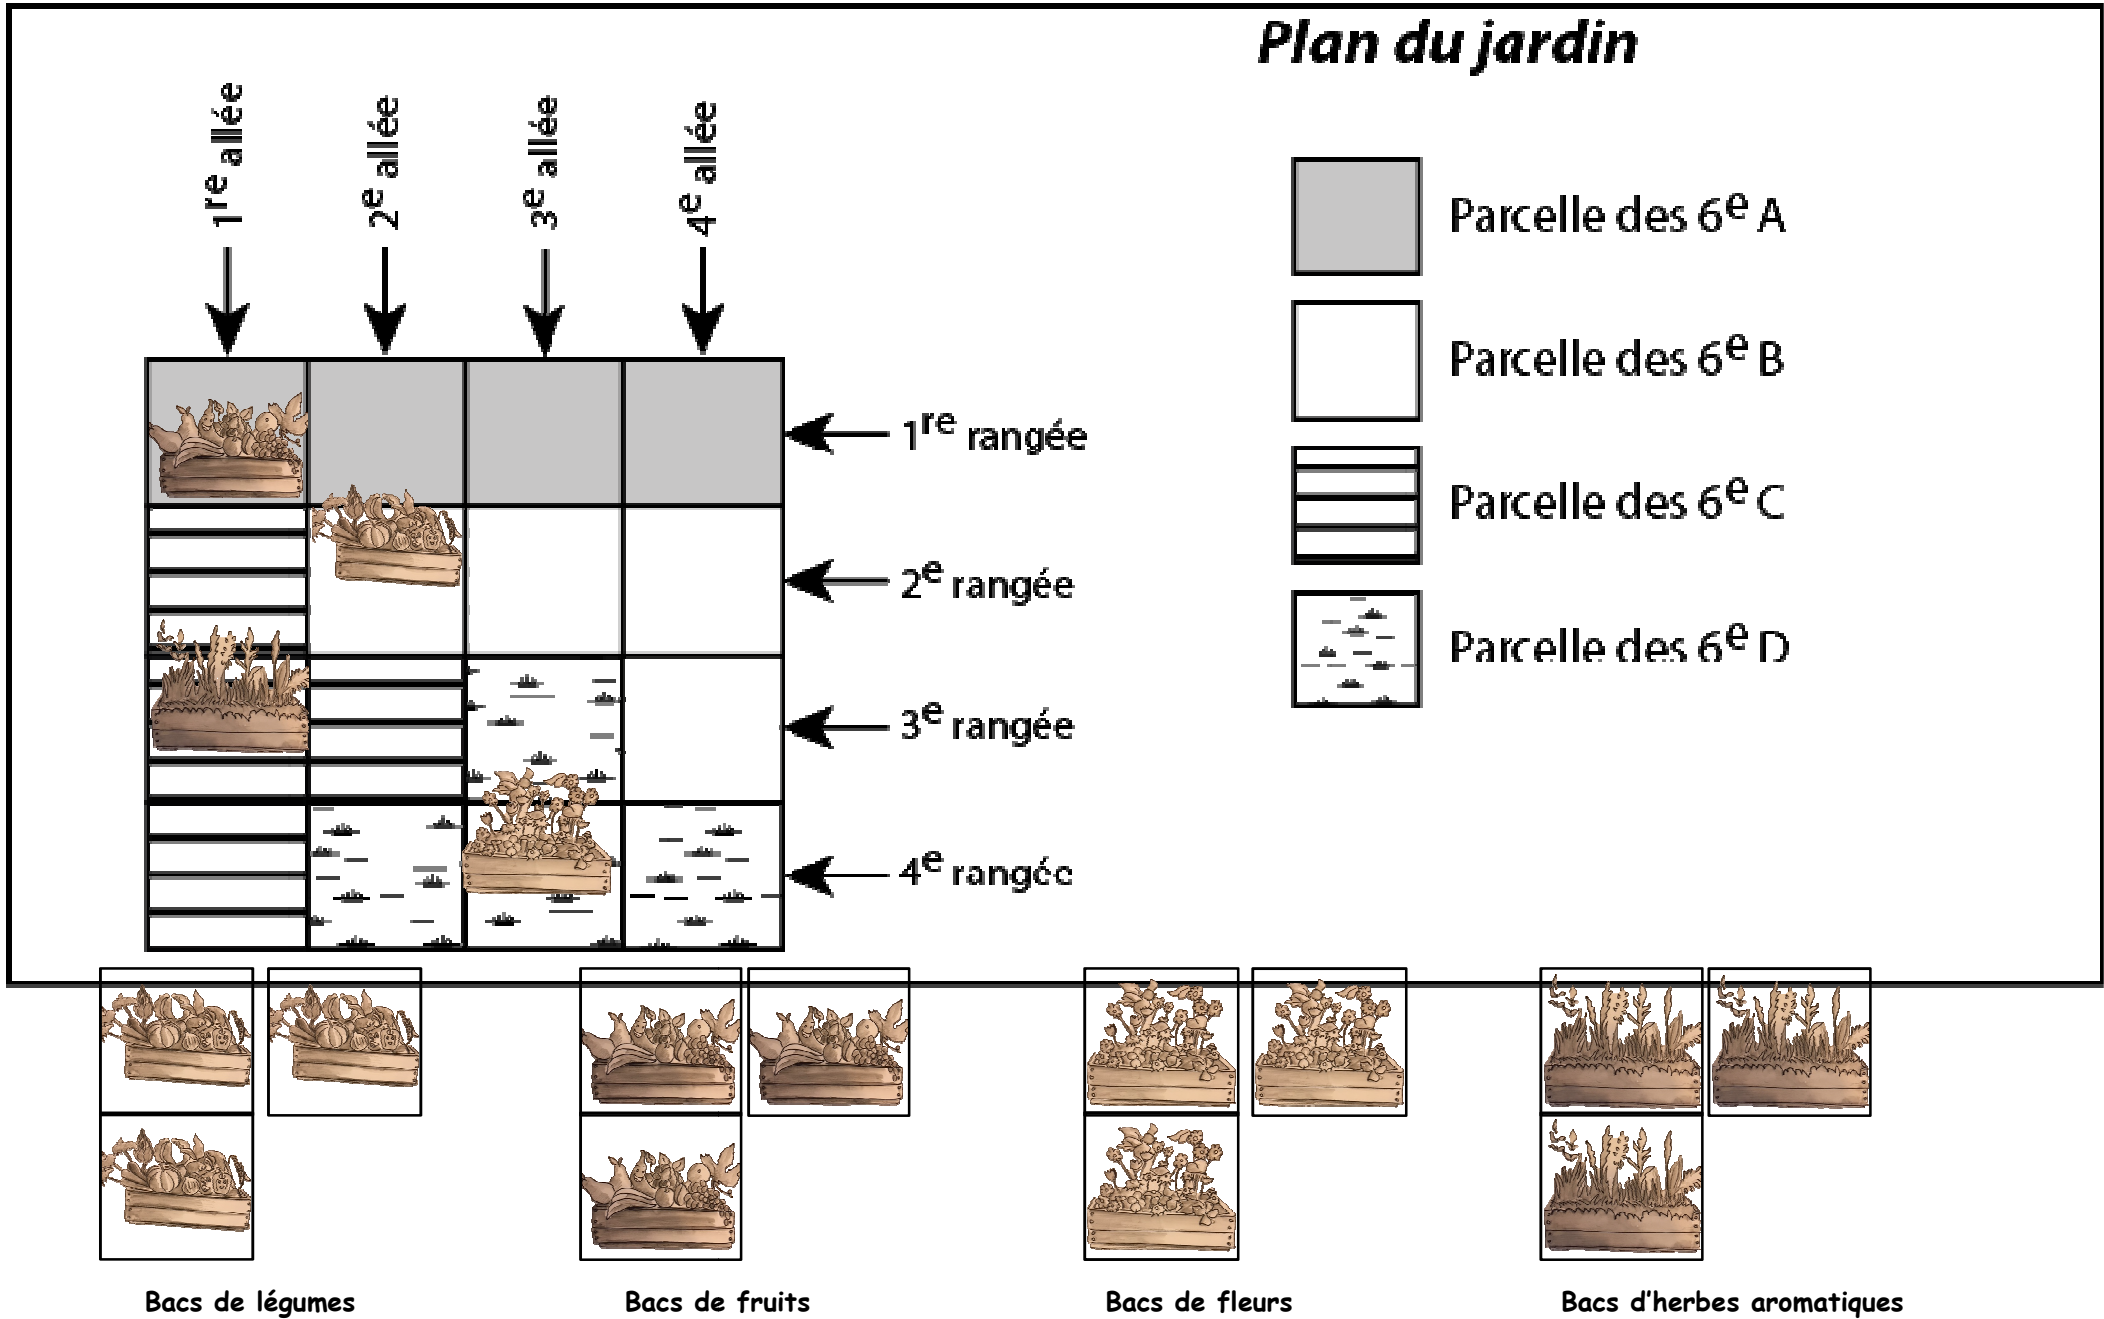 Plan du jardin
1re allée
2e allée
3e allée
4e allée
Parcelle des 6e A
Parcelle des 6e B
Parcelle des 6e C
Parcelle des 6e D
1re rangée
2e rangée
3e rangée
4e rangée
Bacs de légumes
Bacs de fruits
Bacs de fleurs
Bacs d'herbes aromatiques